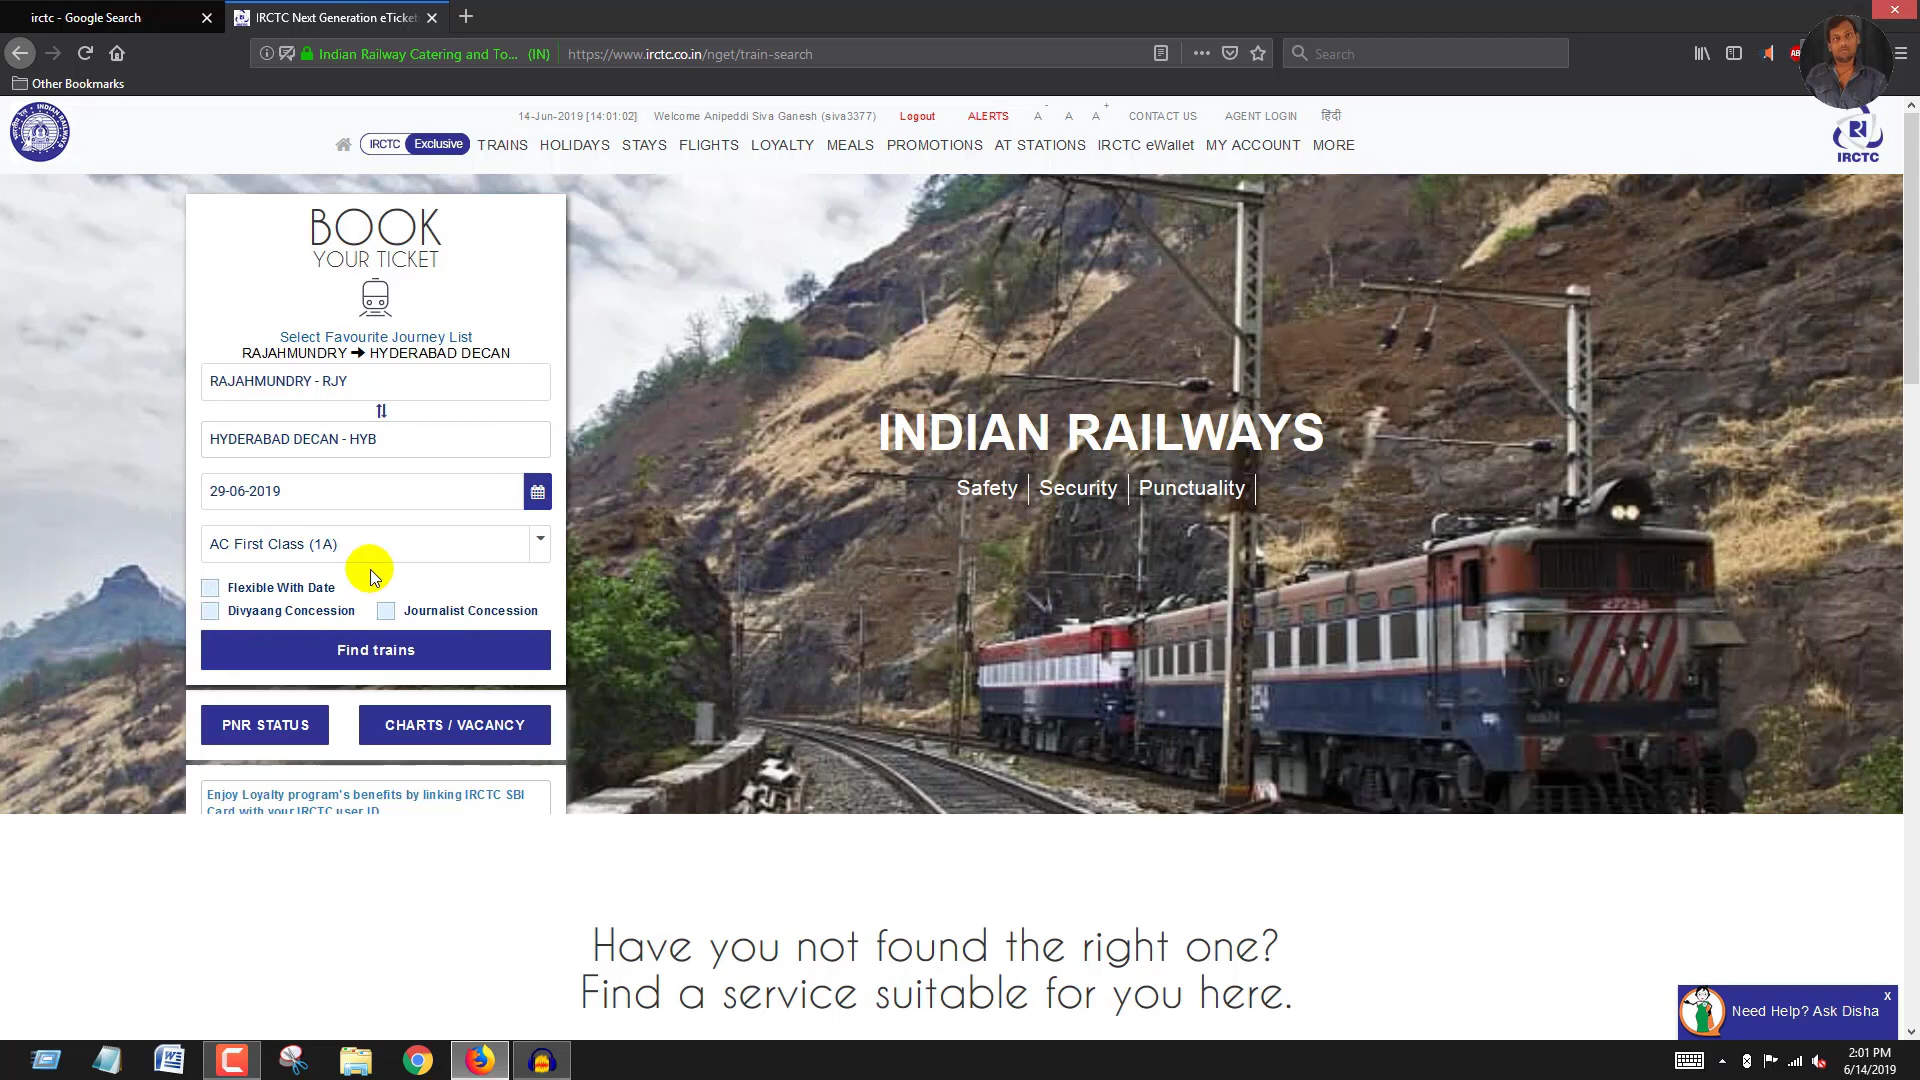 irctc - Google Search
IRCTC Next Generation eTicket
Indian Railway Catering and To... (IN)
https://www.irctc.co.in/nget/train-search
Search
Other Bookmarks
14-Jun-2019 [14:01:02]
Welcome Anipeddi Siva Ganesh (siva3377)
Logout
ALERTS
A - A A +
CONTACT US
AGENT LOGIN
हिंदी
IRCTC Exclusive TRAINS HOLIDAYS STAYS FLIGHTS LOYALTY MEALS PROMOTIONS AT STATIONS IRCTC eWallet MY ACCOUNT MORE
IRCTC
BOOK
YOUR TICKET
Select Favourite Journey List
RAJAHMUNDRY ➜ HYDERABAD DECAN
RAJAHMUNDRY - RJY
HYDERABAD DECAN - HYB
29-06-2019
AC First Class (1A)
Flexible With Date
Divyaang Concession Journalist Concession
Find trains
PNR STATUS CHARTS / VACANCY
Enjoy Loyalty program's benefits by linking IRCTC SBI
Card with your IRCTC user ID
INDIAN RAILWAYS
Safety | Security | Punctuality |
Have you not found the right one?
Find a service suitable for you here.
Need Help? Ask Disha
X
2:01 PM
6/14/2019